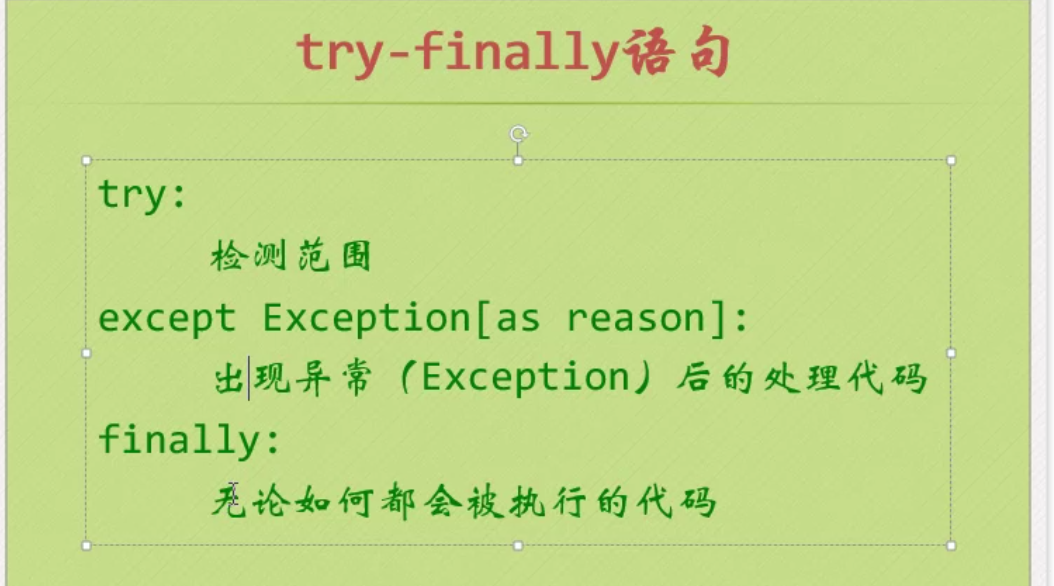 try-finally语句
try:
检测范围
except Exception[as reason]:
出现异常（Exception）后的处理代码
finally:
无论如何都会被执行的代码